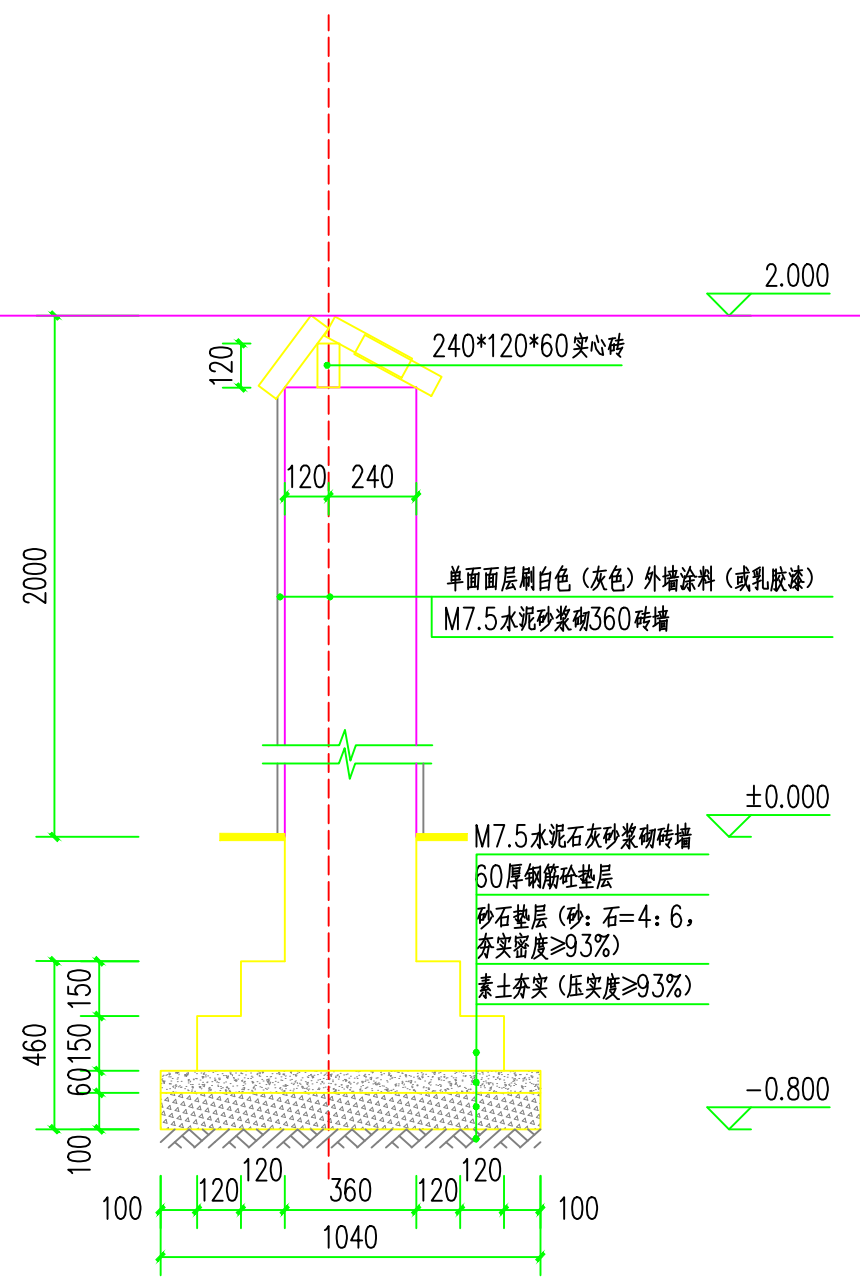 2.000
240*120*60实心砖
120
120
240
2000
单面面层刷白色（灰色）外墙涂料（或乳胶漆）
M7.5水泥砂浆砌360砖墙
±0.000
M7.5水泥石灰砂浆砌砖墙
60厚钢筋砼垫层
砂石垫层（砂：石=4：6，
夯实密度≥93%）
素土夯实（压实度≥93%）
150
460
150
60
100
-0.800
100
120
120
360
120
120
100
1040